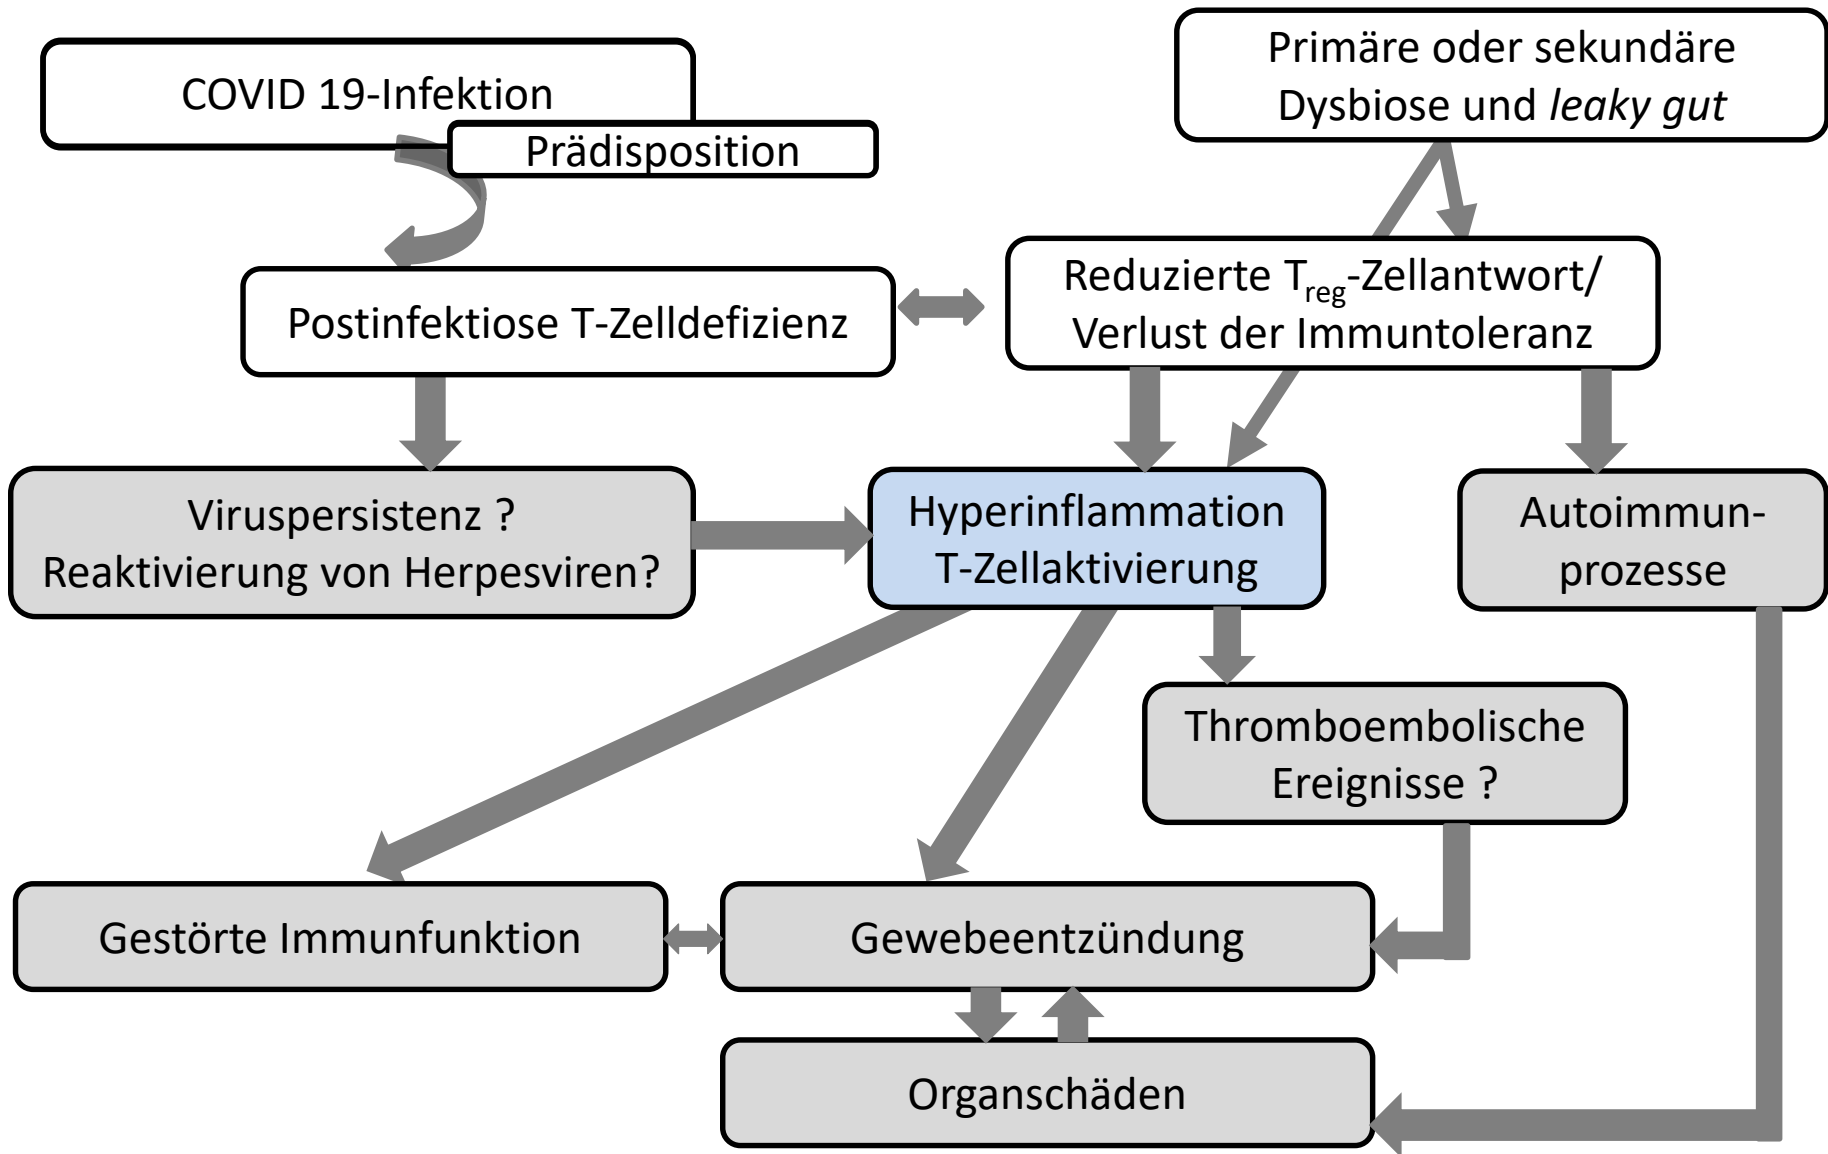 COVID 19-Infektion
Prädisposition
Primäre oder sekundäre
Dysbiose und leaky gut
Postinfektiose T-Zelldefizienz
Reduzierte Treg-Zellantwort/
Verlust der Immuntoleranz
Viruspersistenz ?
Reaktivierung von Herpesviren?
Hyperinflammation
T-Zellaktivierung
Autoimmun-
prozesse
Thromboembolische
Ereignisse ?
Gestörte Immunfunktion
Gewebeentzündung
Organschäden